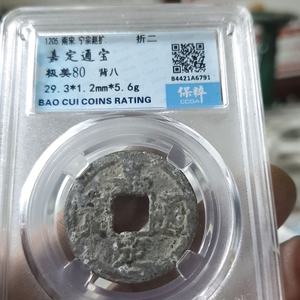 1205 南宋 宁宗赵扩 折二
嘉定通宝
极美80 背八
29.3*1.2mm*5.6g
B4421A6791
保粹
CCGA
BAO CUI COINS RATING